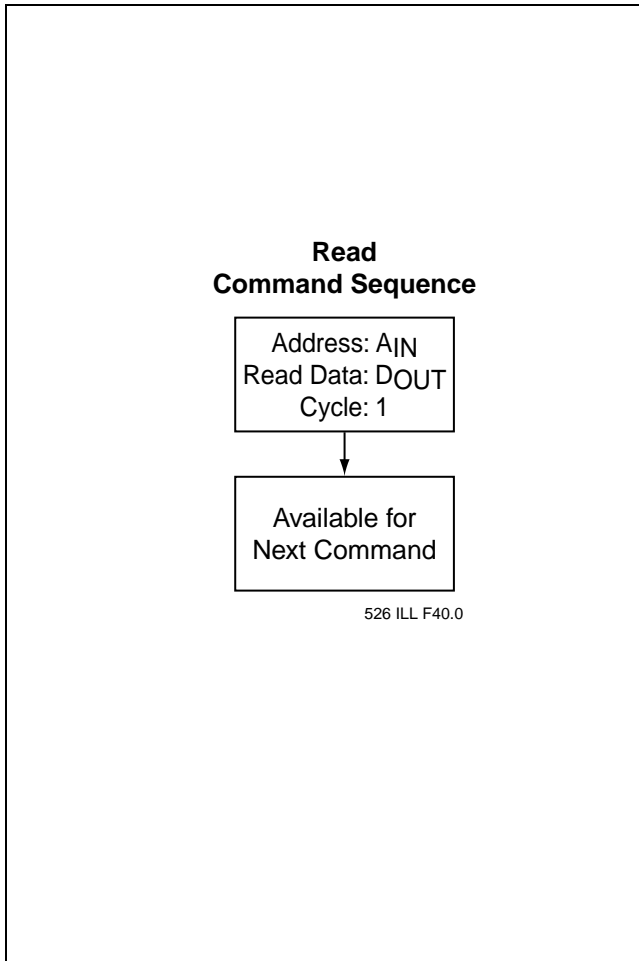 Read
Command Sequence
Address: AIN
Read Data: DOUT
Cycle: 1
Available for
Next Command
526 ILL F40.0